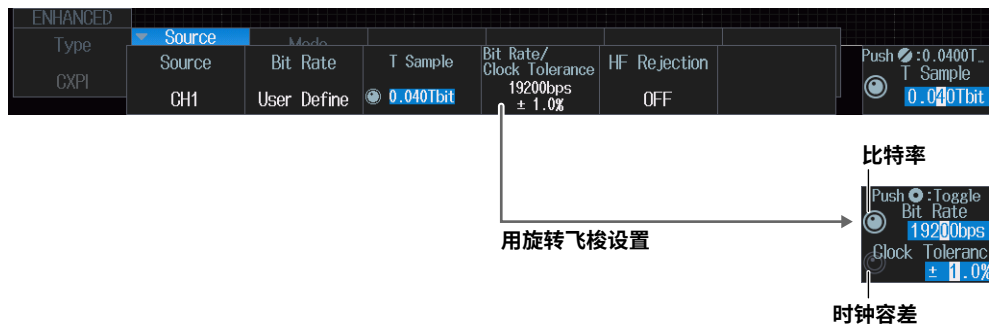 ENHANCED
Type
CXPI
Source
Mode
Source
CH1
Bit Rate
User Define
T Sample
0.040Tbit
Bit Rate/
Clock Tolerance
19200bps
± 1.0%
HF Rejection
OFF
Push :0.0400T_
T Sample
0.040Tbit
比特率
Push :Toggle
Bit Rate
19200bps
Clock Toleranc
± 1.0%
用旋转飞梭设置
时钟容差